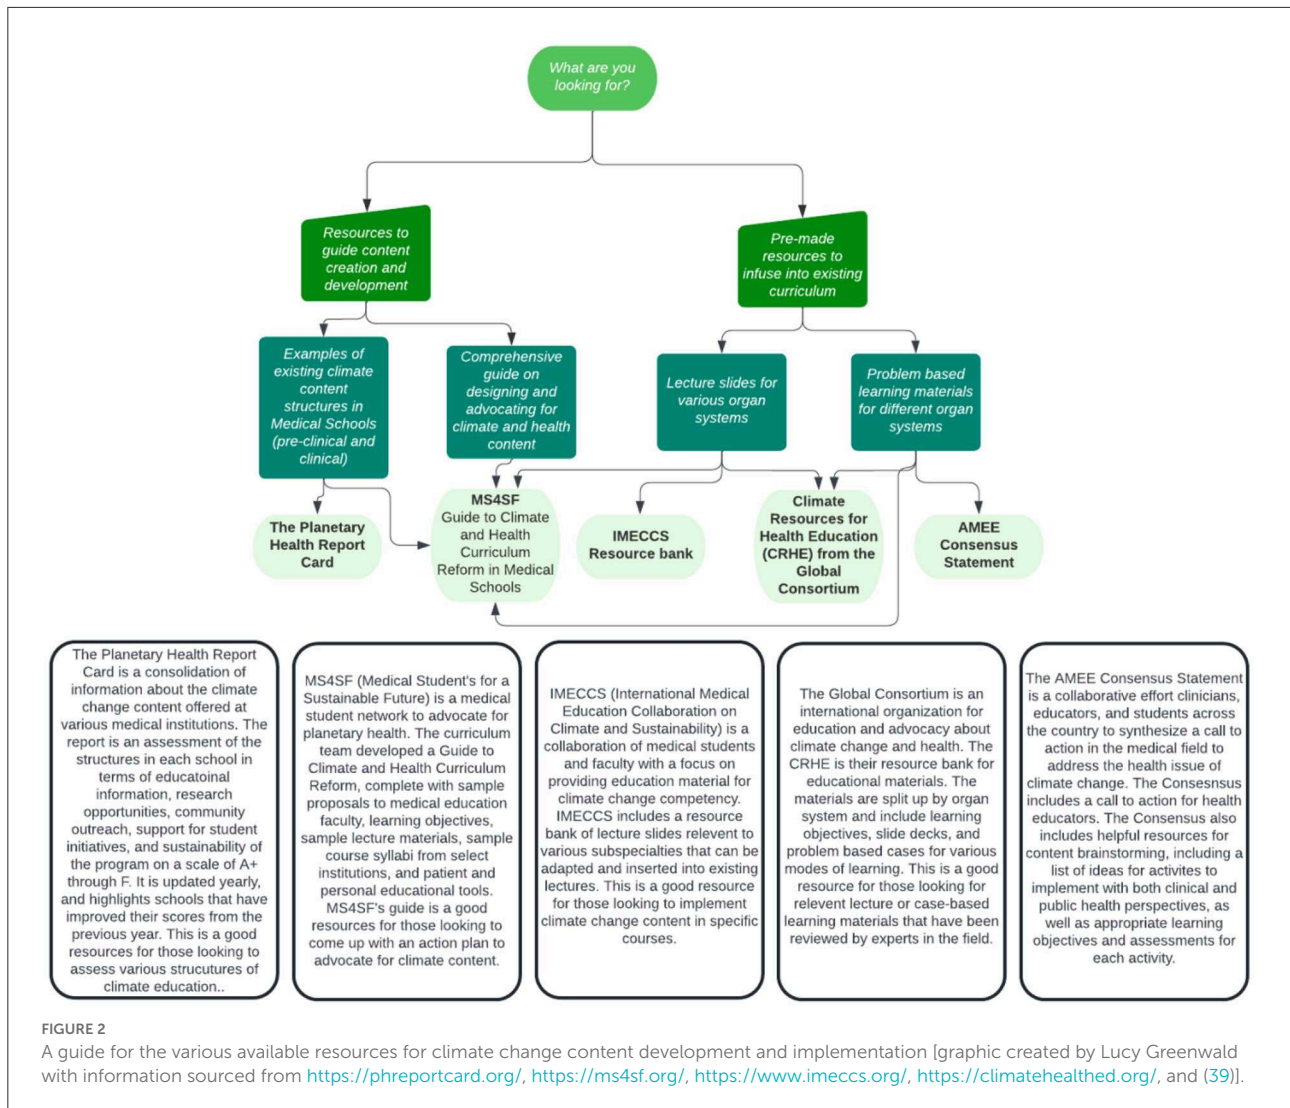 What are you
looking for?
Resources to
guide content
creation and
development
Pre-made
resources to
infuse into existing
curriculum
Examples of
existing climate
content
structures in
Medical Schools
(pre-clinical and
clinical)
Comprehensive
guide on
designing and
advocating for
climate and health
content
Lecture slides for
various organ
systems
Problem based
learning materials
for different organ
systems
The Planetary
Health Report
Card
MS4SF
Guide to Climate
and Health
Curriculum
Reform in Medical
Schools
IMECCS
Resource bank
Climate
Resources for
Health Education
(CRHE) from the
Global
Consortium
AMEE
Consensus
Statement
The Planetary Health Report
Card is a consolidation of
information about the climate
change content offered at
various medical institutions. The
report is an assessment of the
structures in each school in
terms of educatoinal
information, research
opportunities, community
outreach, support for student
initiatives, and sustainability of
the program on a scale of A+
through F. It is updated yearly,
and highlights schools that have
improved their scores from the
previous year. This is a good
resources for those looking to
assess various strucutures of
climate education..
MS4SF (Medical Student's for a
Sustainable Future) is a medical
student network to advocate for
planetary health. The curriculum
team developed a Guide to
Climate and Health Curriculum
Reform, complete with sample
proposals to medical education
faculty, learning objectives,
sample lecture materials, sample
course syllabi from select
institutions, and patient and
personal educational tools.
MS4SF's guide is a good
resources for those looking to
come up with an action plan to
advocate for climate content.
IMECCS (International Medical
Education Collaboration on
Climate and Sustainability) is a
collaboration of medical students
and faculty with a focus on
providing education material for
climate change competency.
IMECCS includes a resource
bank of lecture slides relevent to
various subspecialties that can be
adapted and inserted into existing
lectures. This is a good resource
for those looking to implement
climate change content in specific
courses.
The Global Consortium is an
international organization for
education and advocacy about
climate change and health. The
CRHE is their resource bank for
educational materials. The
materials are split up by organ
system and include learning
objectives, slide decks, and
problem based cases for various
modes of learning. This is a good
resource for those looking for
relevent lecture or case-based
learning materials that have been
reviewed by experts in the field.
The AMEE Consensus Statement
is a collaborative effort clinicians,
educators, and students across
the country to synthesize a call to
action in the medical field to
address the health issue of
climate change. The Consesnsus
includes a call to action for health
educators. The Consensus also
includes helpful resources for
content brainstorming, including a
list of ideas for activites to
implement with both clinical and
public health perspectives, as
well as appropriate learning
objectives and assessments for
each activity.
FIGURE 2
A guide for the various available resources for climate change content development and implementation [graphic created by Lucy Greenwald
with information sourced from https://phreportcard.org/, https://ms4sf.org/, https://www.imeccs.org/, https://climatehealthed.org/, and (39)].